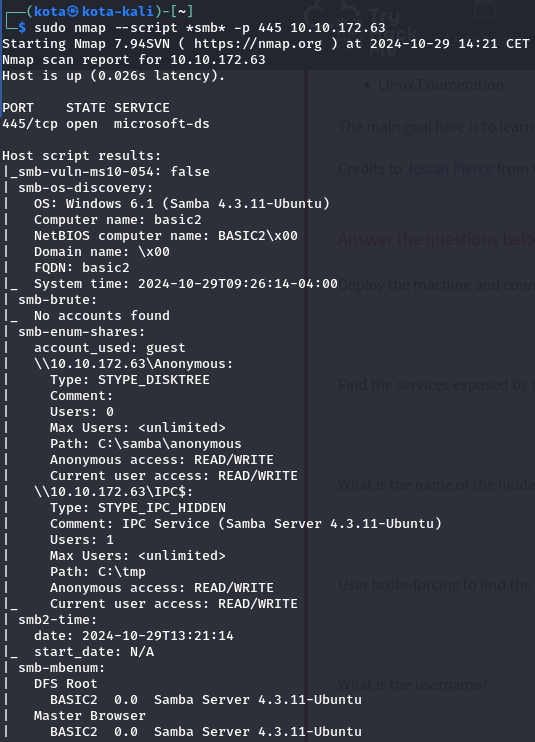 ┌──(kota㉿kota-kali)-[~]
└─$ sudo nmap --script *smb* -p 445 10.10.172.63
Starting Nmap 7.94SVN ( https://nmap.org ) at 2024-10-29 14:21 CET
Nmap scan report for 10.10.172.63
Host is up (0.026s latency).
PORT    STATE SERVICE
445/tcp open  microsoft-ds
Host script results:
|_smb-vuln-ms10-054: false
| smb-os-discovery:
|   OS: Windows 6.1 (Samba 4.3.11-Ubuntu)
|   Computer name: basic2
|   NetBIOS computer name: BASIC2\x00
|   Domain name: \x00
|   FQDN: basic2
|_  System time: 2024-10-29T09:26:14-04:00
| smb-brute:
|_  No accounts found
| smb-enum-shares:
|   account_used: guest
|   \\10.10.172.63\Anonymous:
|     Type: STYPE_DISKTREE
|     Comment:
|     Users: 0
|     Max Users: <unlimited>
|     Path: C:\samba\anonymous
|     Anonymous access: READ/WRITE
|     Current user access: READ/WRITE
|   \\10.10.172.63\IPC$:
|     Type: STYPE_IPC_HIDDEN
|     Comment: IPC Service (Samba Server 4.3.11-Ubuntu)
|     Users: 1
|     Max Users: <unlimited>
|     Path: C:\tmp
|     Anonymous access: READ/WRITE
|_    Current user access: READ/WRITE
| smb2-time:
|   date: 2024-10-29T13:21:14
|_  start_date: N/A
| smb-mbenum:
|   DFS Root
|     BASIC2  0.0  Samba Server 4.3.11-Ubuntu
|   Master Browser
|     BASIC2  0.0  Samba Server 4.3.11-Ubuntu
Try
• Linux Enumeration
The main goal here is to learn
Credits to Josiah Pierce from
Answer the questions belo
Deploy the machine and conn
Find the services exposed by
What is the name of the hidde
User brute-forcing to find the
What is the username?